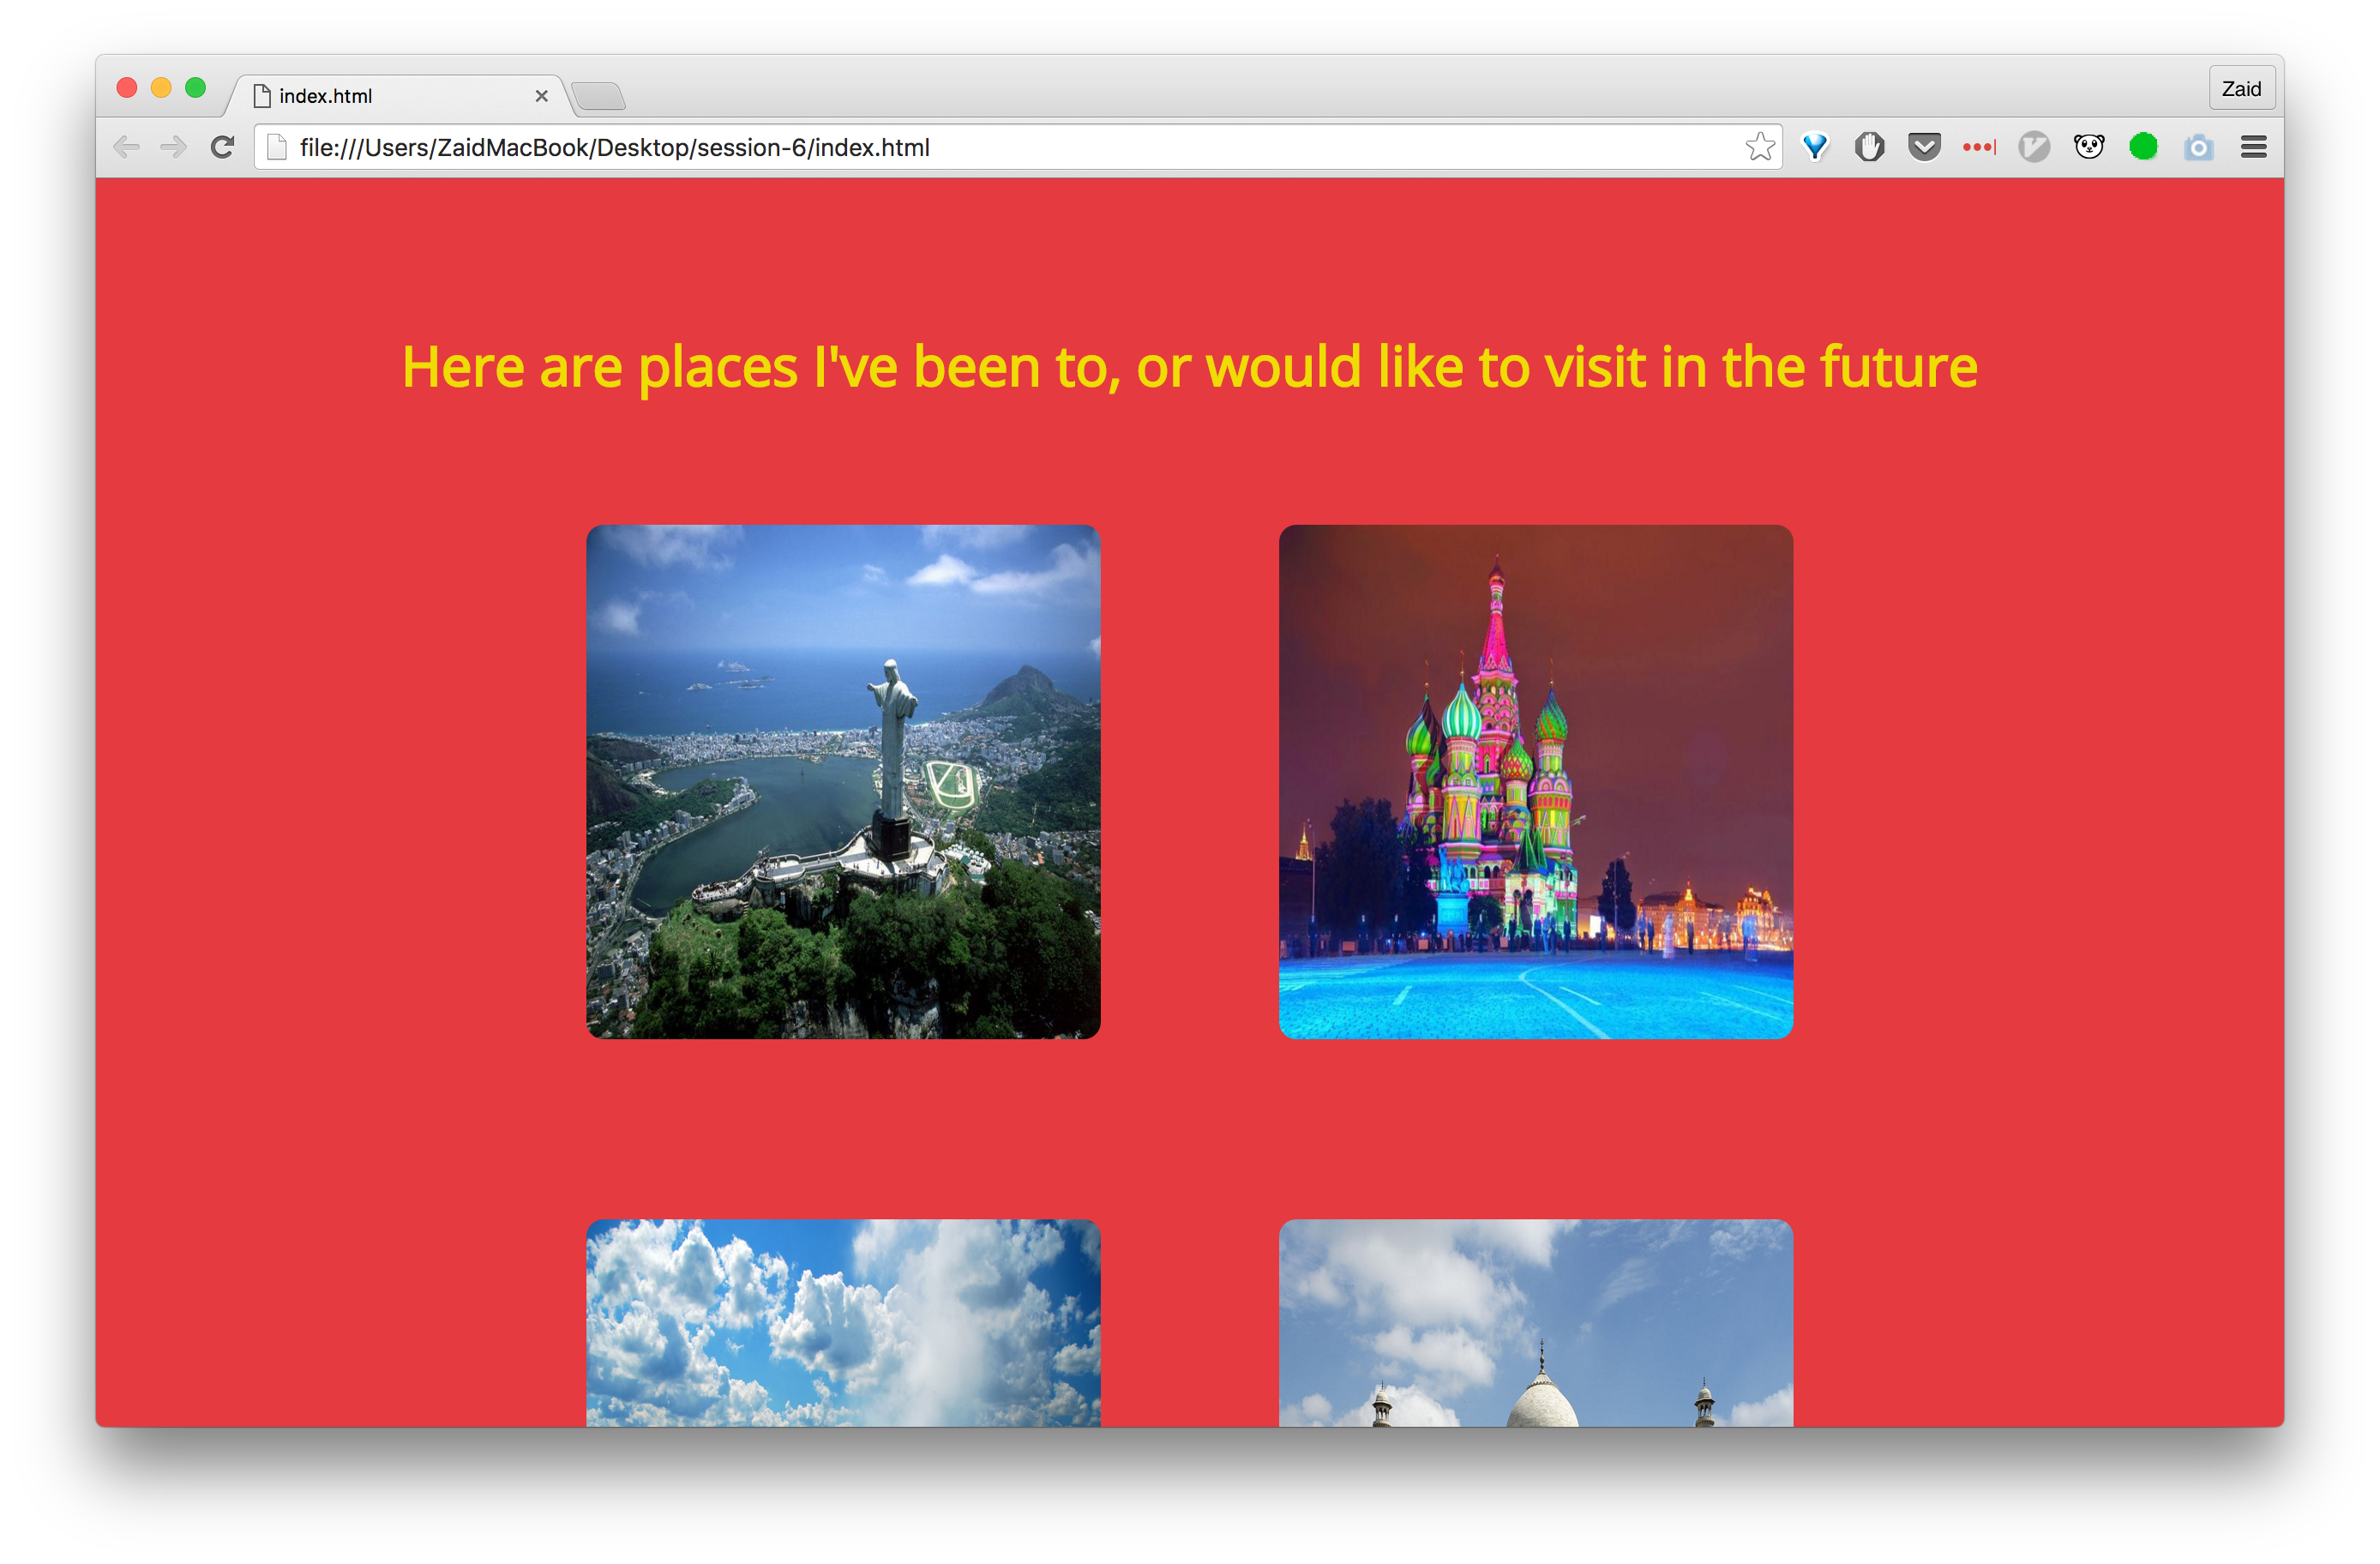 index.html
Zaid
file:///Users/ZaidMacBook/Desktop/session-6/index.html
Here are places I've been to, or would like to visit in the future